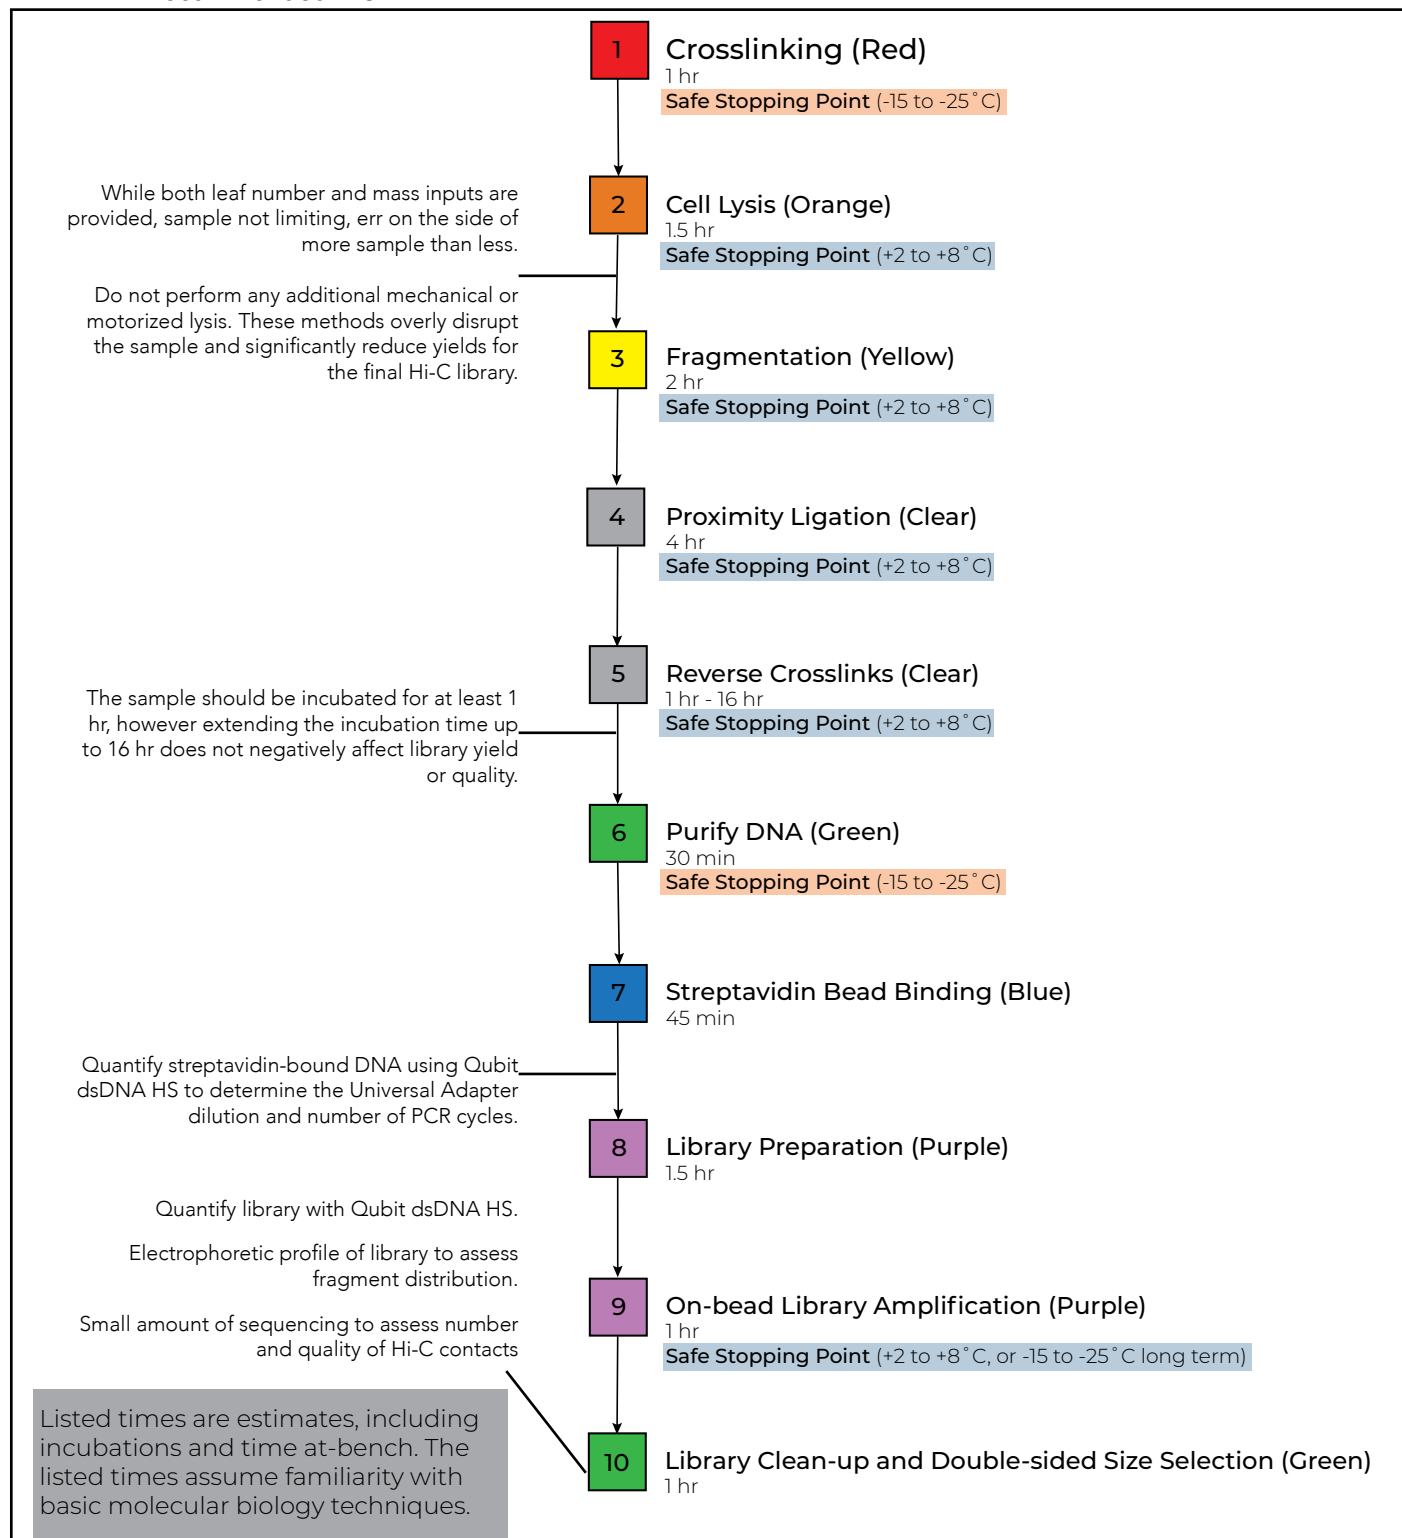 1
Crosslinking (Red)
1 hr
Safe Stopping Point (-15 to -25˚C)
While both leaf number and mass inputs are
provided, sample not limiting, err on the side of
more sample than less.
2
Cell Lysis (Orange)
1.5 hr
Safe Stopping Point (+2 to +8˚C)
Do not perform any additional mechanical or
motorized lysis. These methods overly disrupt
the sample and significantly reduce yields for
the final Hi-C library.
3
Fragmentation (Yellow)
2 hr
Safe Stopping Point (+2 to +8˚C)
4
Proximity Ligation (Clear)
4 hr
Safe Stopping Point (+2 to +8˚C)
5
Reverse Crosslinks (Clear)
1 hr - 16 hr
Safe Stopping Point (+2 to +8˚C)
The sample should be incubated for at least 1
hr, however extending the incubation time up
to 16 hr does not negatively affect library yield
or quality.
6
Purify DNA (Green)
30 min
Safe Stopping Point (-15 to -25˚C)
7
Streptavidin Bead Binding (Blue)
45 min
Quantify streptavidin-bound DNA using Qubit
dsDNA HS to determine the Universal Adapter
dilution and number of PCR cycles.
8
Library Preparation (Purple)
1.5 hr
Quantify library with Qubit dsDNA HS.
Electrophoretic profile of library to assess
fragment distribution.
Small amount of sequencing to assess number
and quality of Hi-C contacts
9
On-bead Library Amplification (Purple)
1 hr
Safe Stopping Point (+2 to +8˚C, or -15 to -25˚C long term)
10
Library Clean-up and Double-sided Size Selection (Green)
1 hr
Listed times are estimates, including
incubations and time at-bench. The
listed times assume familiarity with
basic molecular biology techniques.